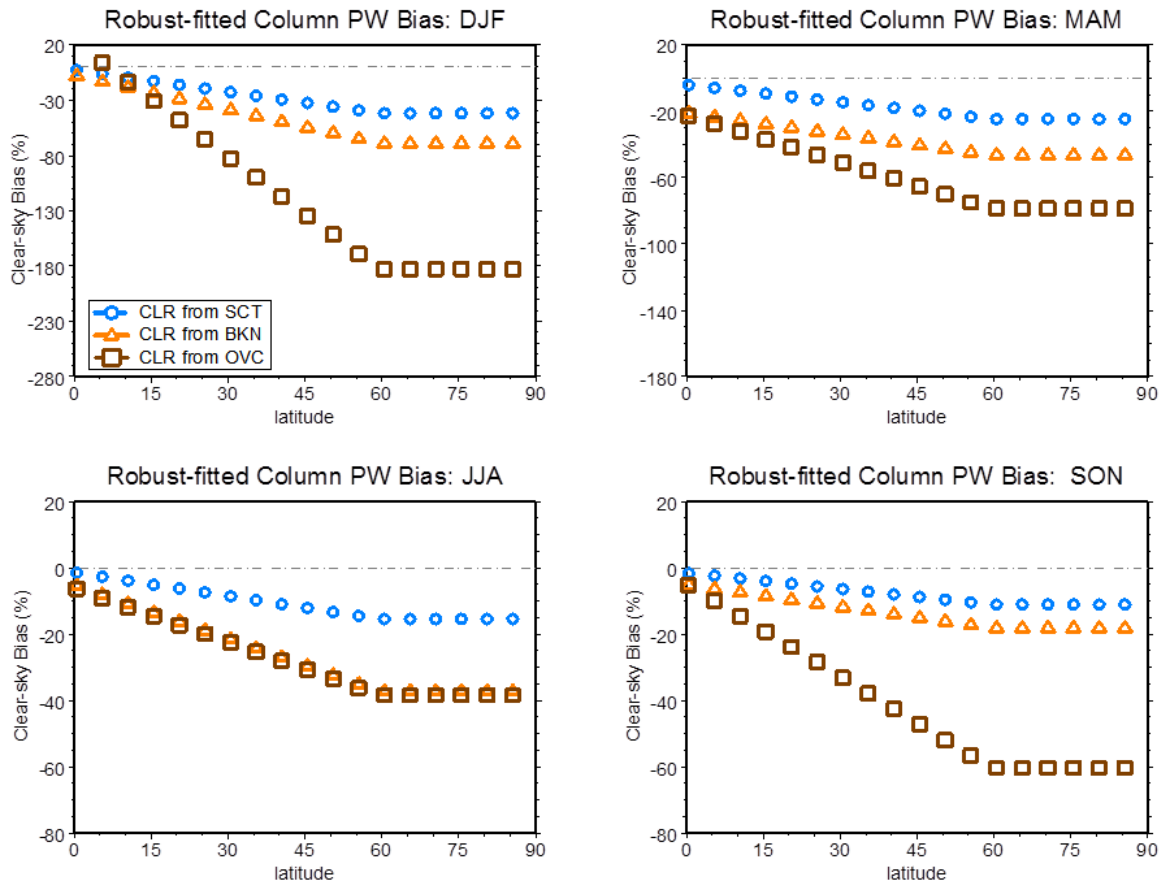 Robust-fitted Column PW Bias: DJF
20
-30
-80
-130
-180
-230
-280
Clear-sky Bias (%)
CLR from SCT
CLR from BKN
CLR from OVC
0 15 30 45 60 75 90
latitude
Robust-fitted Column PW Bias: MAM
20
-20
-60
-100
-140
-180
Clear-sky Bias (%)
0 15 30 45 60 75 90
latitude
Robust-fitted Column PW Bias: JJA
20
0
-20
-40
-60
-80
Clear-sky Bias (%)
0 15 30 45 60 75 90
latitude
Robust-fitted Column PW Bias: SON
20
0
-20
-40
-60
-80
Clear-sky Bias (%)
0 15 30 45 60 75 90
latitude